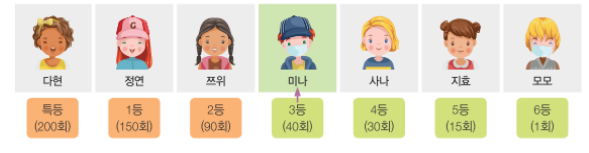 다현 정연 쯔위 미나 사나 지효 모모
특등 1등 2등 3등 4등 5등 6등
(200회) (150회) (90회) (40회) (30회) (15회) (1회)